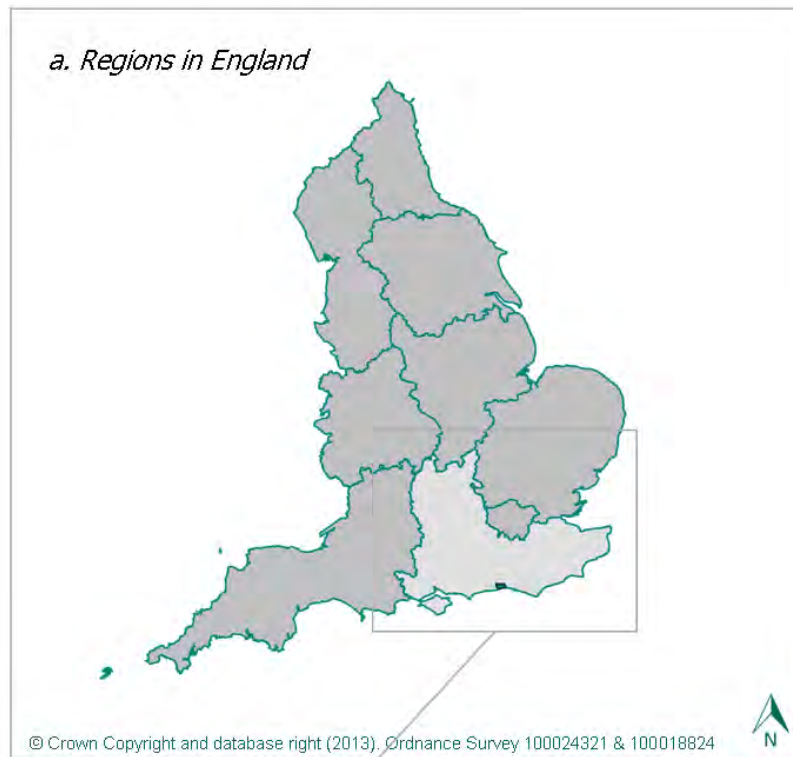 a. Regions in England
© Crown Copyright and database right (2013). Ordnance Survey 100024321 & 100018824
N